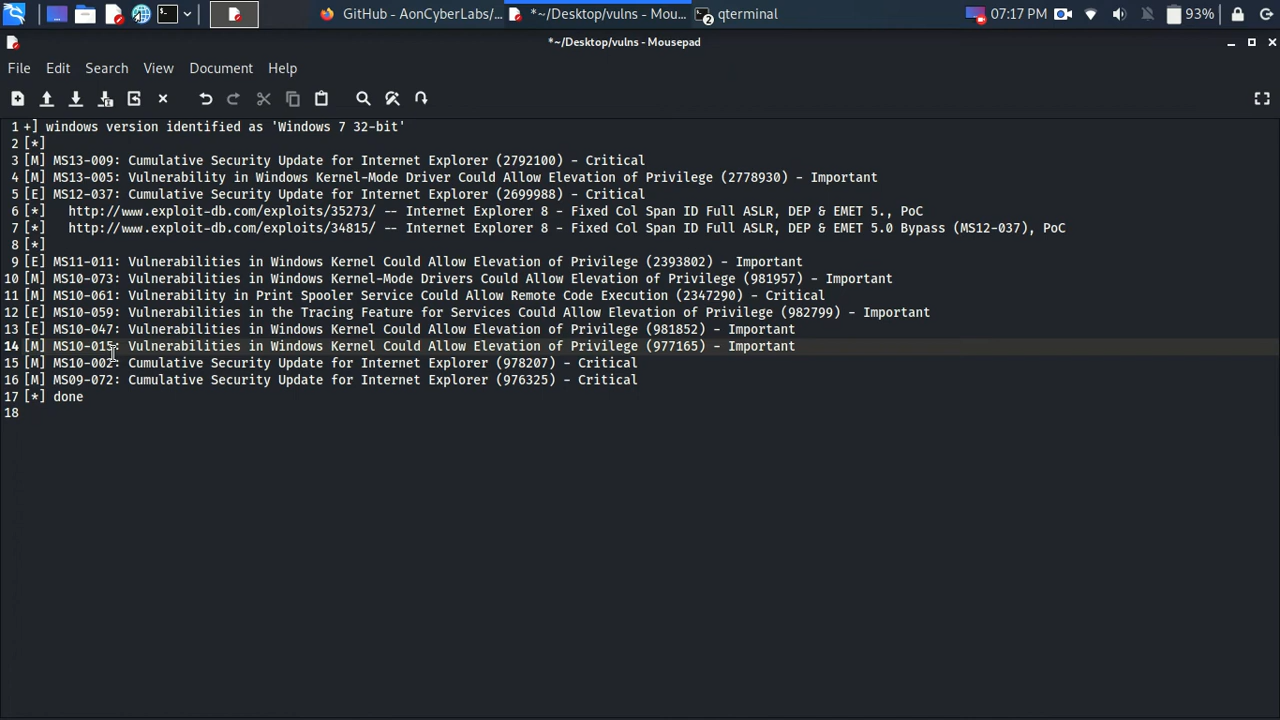 GitHub - AonCyberLabs/...
*~/Desktop/vulns - Mou...
2
qterminal
07:17 PM
93%
*~/Desktop/vulns - Mousepad
File Edit Search View Document Help
1 +] windows version identified as 'Windows 7 32-bit'
2 [*]
3 [M] MS13-009: Cumulative Security Update for Internet Explorer (2792100) - Critical
4 [M] MS13-005: Vulnerability in Windows Kernel-Mode Driver Could Allow Elevation of Privilege (2778930) - Important
5 [E] MS12-037: Cumulative Security Update for Internet Explorer (2699988) - Critical
6 [*]   http://www.exploit-db.com/exploits/35273/ -- Internet Explorer 8 - Fixed Col Span ID Full ASLR, DEP & EMET 5., PoC
7 [*]   http://www.exploit-db.com/exploits/34815/ -- Internet Explorer 8 - Fixed Col Span ID Full ASLR, DEP & EMET 5.0 Bypass (MS12-037), PoC
8 [*]
9 [E] MS11-011: Vulnerabilities in Windows Kernel Could Allow Elevation of Privilege (2393802) - Important
10 [M] MS10-073: Vulnerabilities in Windows Kernel-Mode Drivers Could Allow Elevation of Privilege (981957) - Important
11 [M] MS10-061: Vulnerability in Print Spooler Service Could Allow Remote Code Execution (2347290) - Critical
12 [E] MS10-059: Vulnerabilities in the Tracing Feature for Services Could Allow Elevation of Privilege (982799) - Important
13 [E] MS10-047: Vulnerabilities in Windows Kernel Could Allow Elevation of Privilege (981852) - Important
14 [M] MS10-015: Vulnerabilities in Windows Kernel Could Allow Elevation of Privilege (977165) - Important
15 [M] MS10-002: Cumulative Security Update for Internet Explorer (978207) - Critical
16 [M] MS09-072: Cumulative Security Update for Internet Explorer (976325) - Critical
17 [*] done
18